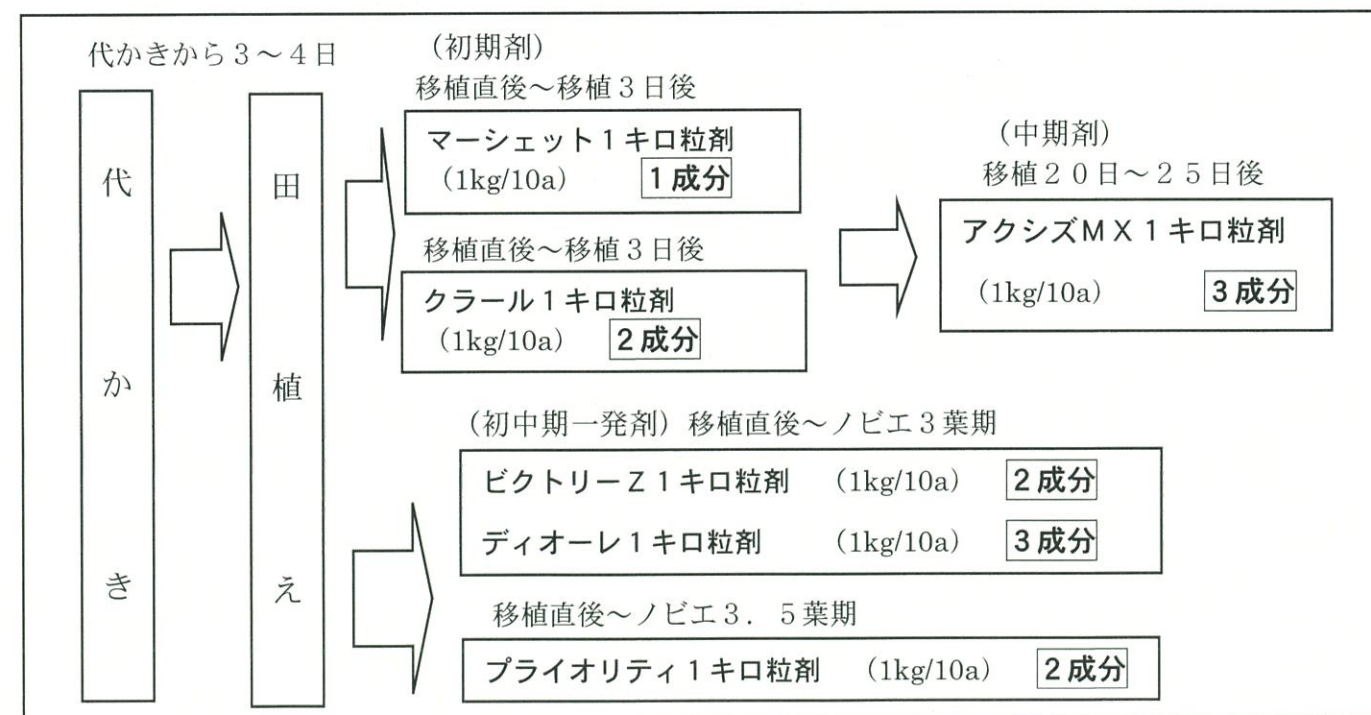 代かきから３～４日
代かき
田植え
(初期剤)
移植直後～移植３日後
マーシェット１キロ粒剤
(1kg/10a) １成分
移植直後～移植３日後
クラール１キロ粒剤
(1kg/10a) ２成分
(中期剤)
移植２０日～２５日後
アクシズＭＸ１キロ粒剤
(1kg/10a) ３成分
(初中期一発剤) 移植直後～ノビエ３葉期
ビクトリーＺ１キロ粒剤 (1kg/10a) ２成分
ディオーレ１キロ粒剤 (1kg/10a) ３成分
移植直後～ノビエ３．５葉期
プライオリティ１キロ粒剤 (1kg/10a) ２成分